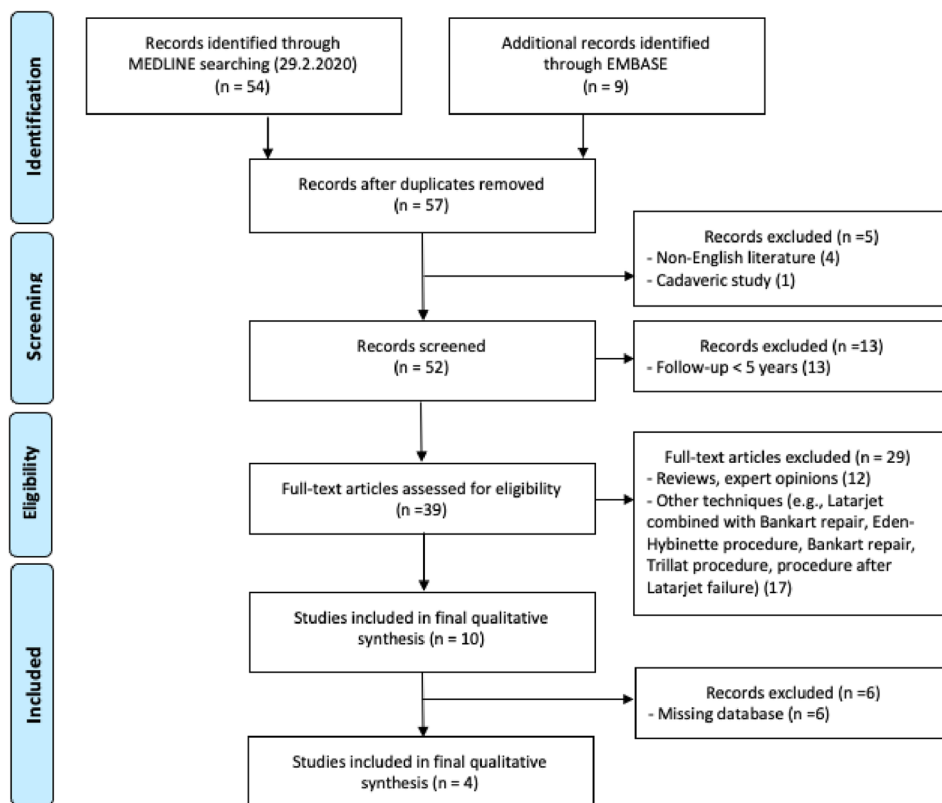 Identification
Records identified through
MEDLINE searching (29.2.2020)
(n = 54)
Additional records identified
through EMBASE
(n = 9)
Records after duplicates removed
(n = 57)
Screening
Records excluded (n =5)
- Non-English literature (4)
- Cadaveric study (1)
Records screened
(n = 52)
Records excluded (n =13)
- Follow-up < 5 years (13)
Eligibility
Full-text articles assessed for eligibility
(n =39)
Full-text articles excluded (n = 29)
- Reviews, expert opinions (12)
- Other techniques (e.g., Latarjet
combined with Bankart repair, Eden-
Hybinette procedure, Bankart repair,
Trillat procedure, procedure after
Latarjet failure) (17)
Included
Studies included in final qualitative
synthesis (n = 10)
Records excluded (n =6)
- Missing database (n =6)
Studies included in final qualitative
synthesis (n = 4)